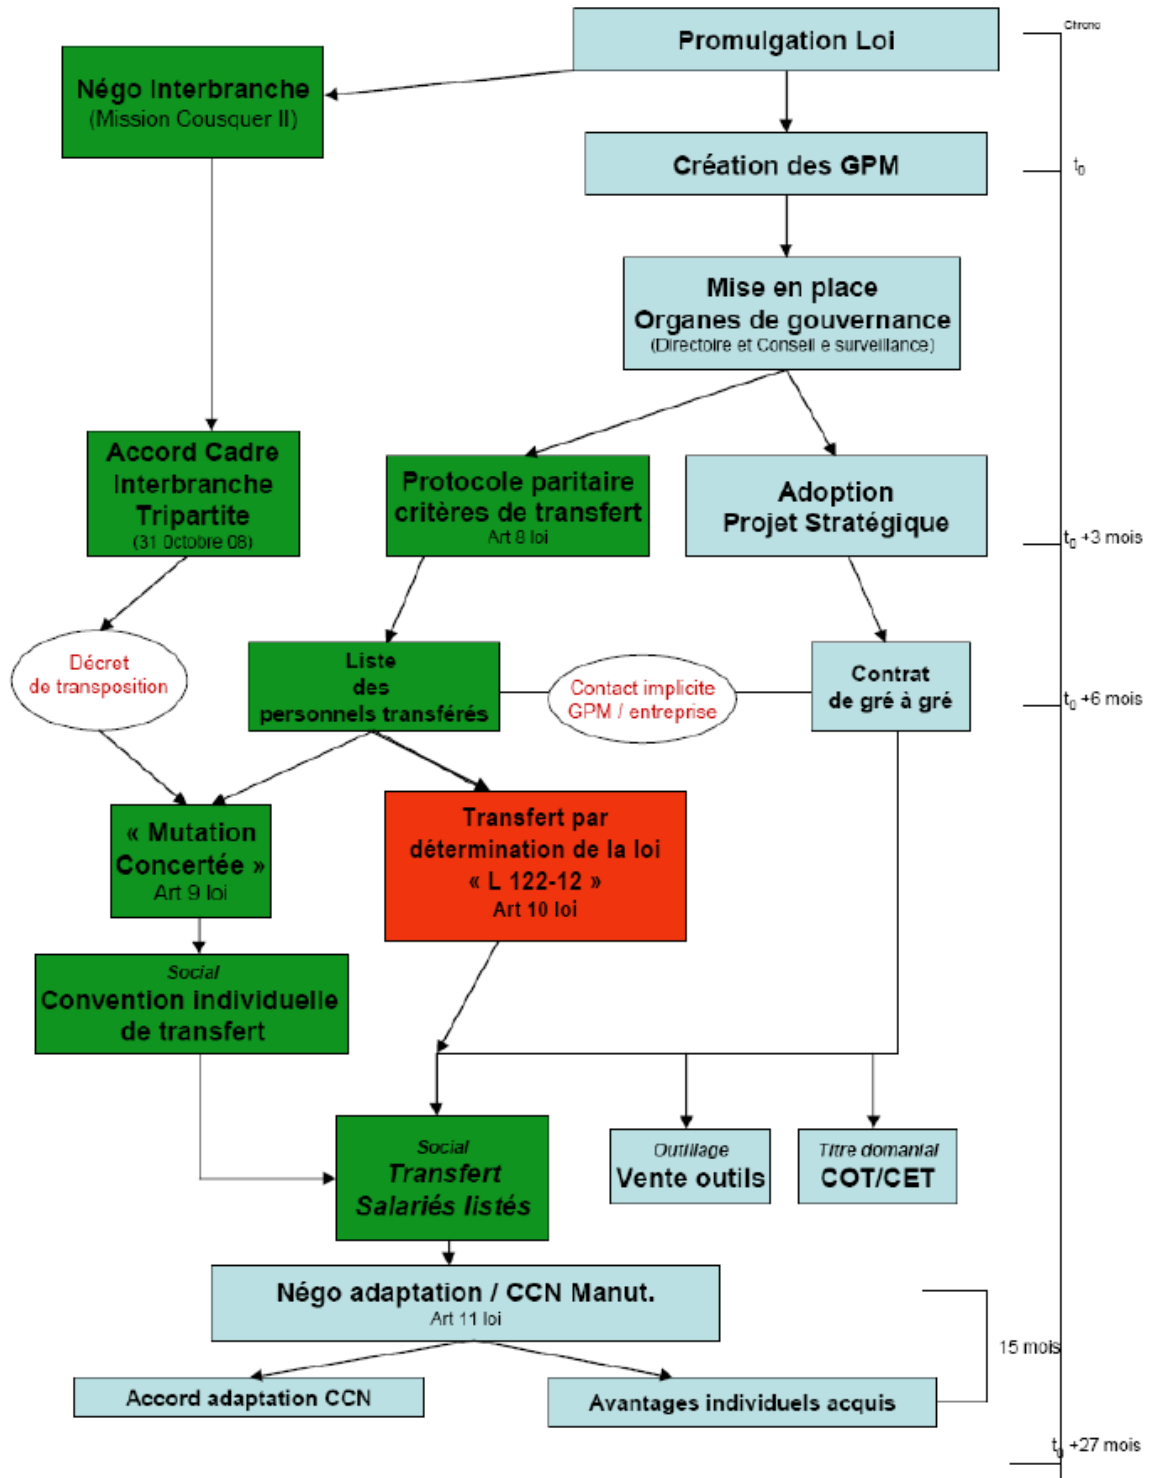 Chrono
Promulgation Loi
Négo Interbranche
(Mission Cousquer II)
Création des GPM
t0
Mise en place
Organes de gouvernance
(Directoire et Conseil e surveillance)
Accord Cadre
Interbranche
Tripartite
(31 Octobre 08)
Protocole paritaire
critères de transfert
Art 8 loi
Adoption
Projet Stratégique
t0 +3 mois
Décret
de transposition
Liste
des
personnels transférés
Contact implicite
GPM / entreprise
Contrat
de gré à gré
t0 +6 mois
« Mutation
Concertée »
Art 9 loi
Transfert par
détermination de la loi
« L 122-12 »
Art 10 loi
Social
Convention individuelle
de transfert
Social
Transfert
Salariés listés
Outillage
Vente outils
Titre domanial
COT/CET
Négo adaptation / CCN Manut.
Art 11 loi
15 mois
Accord adaptation CCN
Avantages individuels acquis
t0 +27 mois